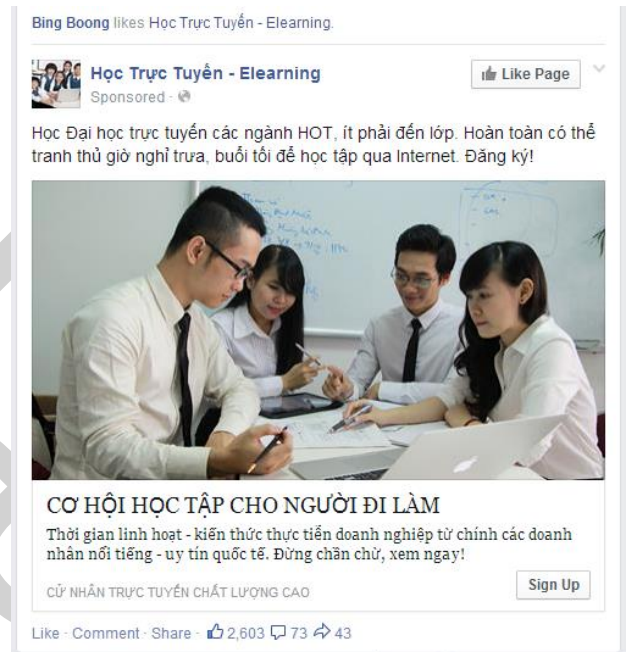 Bing Boong likes Học Trực Tuyến - Elearning.
Học Trực Tuyến - Elearning
Like Page
Sponsored ·
Học Đại học trực tuyến các ngành HOT, ít phải đến lớp. Hoàn toàn có thể
tranh thủ giờ nghỉ trưa, buổi tối để học tập qua Internet. Đăng ký!
CƠ HỘI HỌC TẬP CHO NGƯỜI ĐI LÀM
Thời gian linh hoạt - kiến thức thực tiễn doanh nghiệp từ chính các doanh
nhân nổi tiếng - uy tín quốc tế. Đừng chần chừ, xem ngay!
CỬ NHÂN TRỰC TUYẾN CHẤT LƯỢNG CAO
Sign Up
Like · Comment · Share · 2,603 73 43